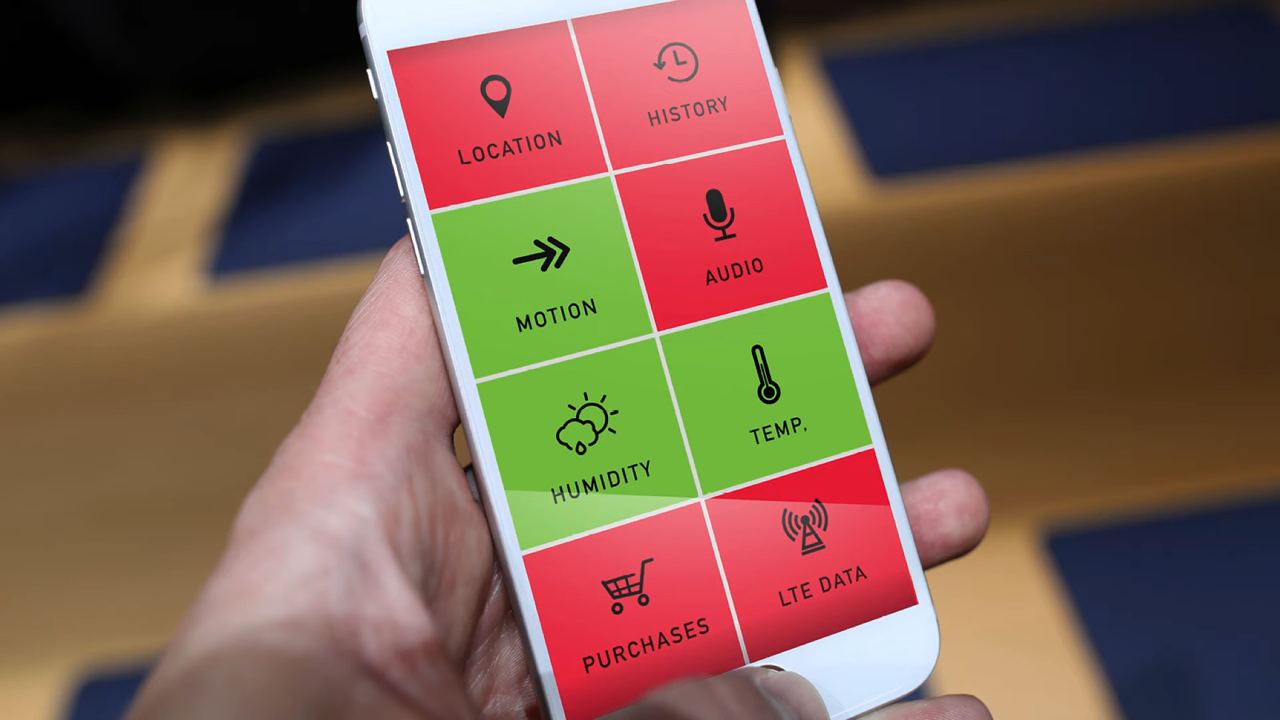 LOCATION
HISTORY
MOTION
AUDIO
HUMIDITY
TEMP.
PURCHASES
LTE DATA